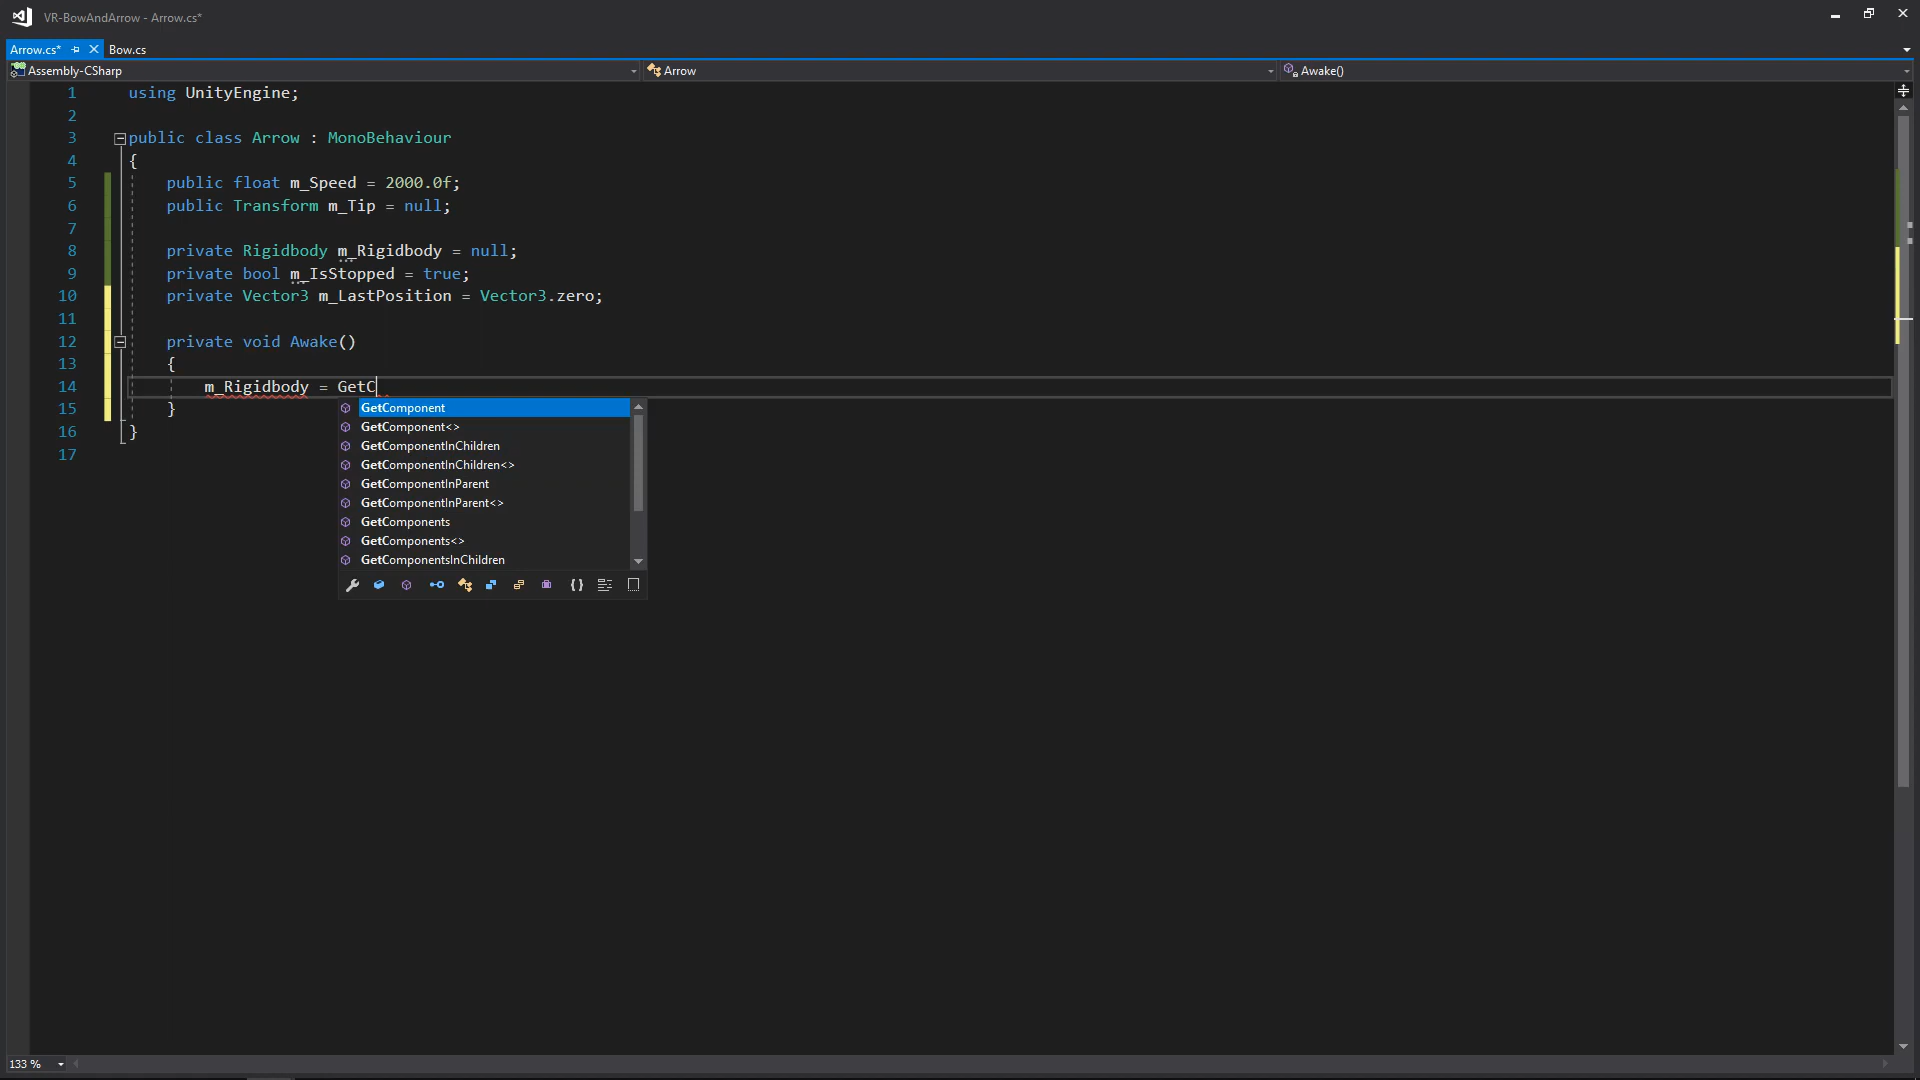 VR-BowAndArrow - Arrow.cs*
Arrow.cs*
Bow.cs
Assembly-CSharp
Arrow
Awake()
1 using UnityEngine;
2
3 public class Arrow : MonoBehaviour
4 {
5 public float m_Speed = 2000.0f;
6 public Transform m_Tip = null;
7
8 private Rigidbody m_Rigidbody = null;
9 private bool m_IsStopped = true;
10 private Vector3 m_LastPosition = Vector3.zero;
11
12 private void Awake()
13 {
14 m_Rigidbody = GetC
15 }
16 }
17
GetComponent
GetComponent<>
GetComponentInChildren
GetComponentInChildren<>
GetComponentInParent
GetComponentInParent<>
GetComponents
GetComponents<>
GetComponentsInChildren
133 %